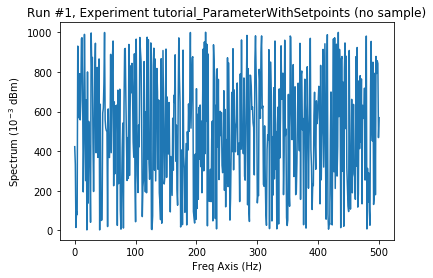 Run #1, Experiment tutorial_ParameterWithSetpoints (no sample)
1000
800
600
400
200
0
Spectrum (10⁻³ dBm)
0 100 200 300 400 500
Freq Axis (Hz)